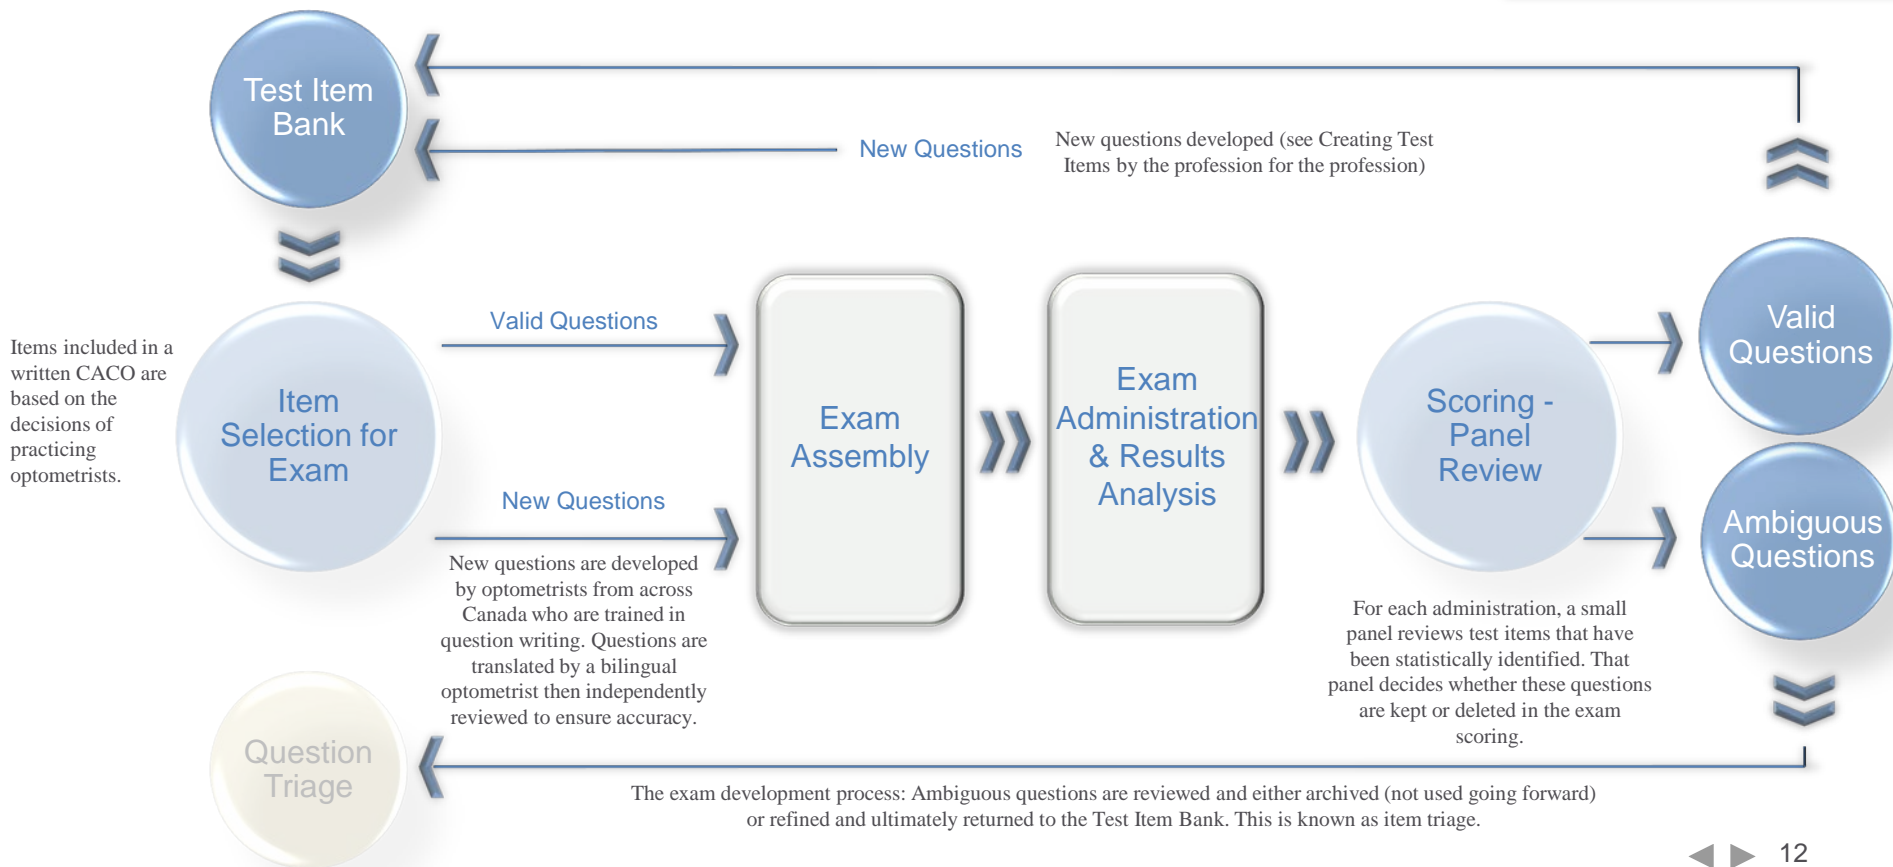 Test Item
Bank
New Questions
New questions developed (see Creating Test
Items by the profession for the profession)
Items included in a
written CACO are
based on the
decisions of
practicing
optometrists.
Item
Selection for
Exam
Valid Questions
New Questions
New questions are developed
by optometrists from across
Canada who are trained in
question writing. Questions are
translated by a bilingual
optometrist then independently
reviewed to ensure accuracy.
Exam
Assembly
Exam
Administration
& Results
Analysis
Scoring -
Panel
Review
For each administration, a small
panel reviews test items that have
been statistically identified. That
panel decides whether these questions
are kept or deleted in the exam
scoring.
Valid
Questions
Ambiguous
Questions
Question
Triage
The exam development process: Ambiguous questions are reviewed and either archived (not used going forward)
or refined and ultimately returned to the Test Item Bank. This is known as item triage.
12